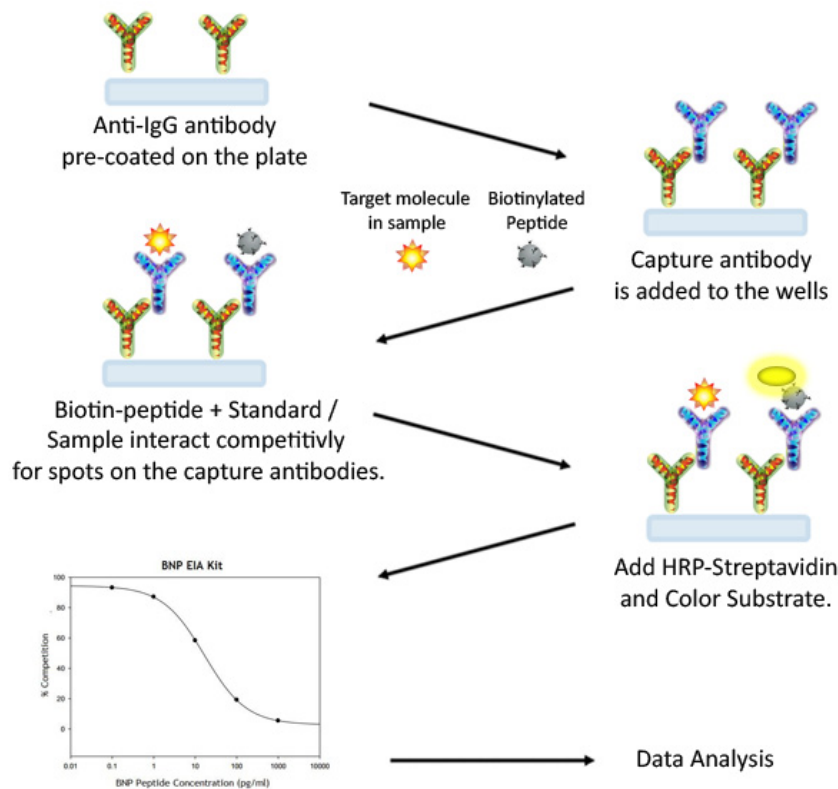 Anti-IgG antibody
pre-coated on the plate
Target molecule
in sample
Biotinylated
Peptide
Capture antibody
is added to the wells
Biotin-peptide + Standard /
Sample interact competitivly
for spots on the capture antibodies.
Add HRP-Streptavidin
and Color Substrate.
BNP EIA Kit
% Competition
100
80
60
40
20
0
0.01 0.1 1 10 100 1000 10000
BNP Peptide Concentration (pg/ml)
Data Analysis